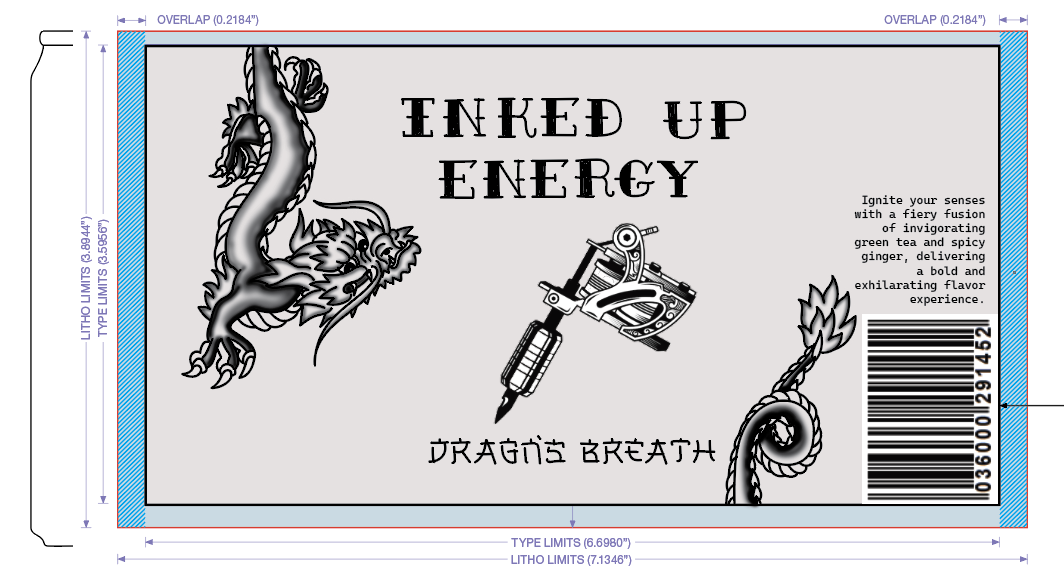 OVERLAP (0.2184")
OVERLAP (0.2184")
LITHO LIMITS (3.8944")
TYPE LIMITS (3.5956")
INKED UP
ENERGY
Ignite your senses
with a fiery fusion
of invigorating
green tea and spicy
ginger, delivering
a bold and
exhilarating flavor
experience.
036000 291452
DRAGN'S BREATH
TYPE LIMITS (6.6980")
LITHO LIMITS (7.1346")